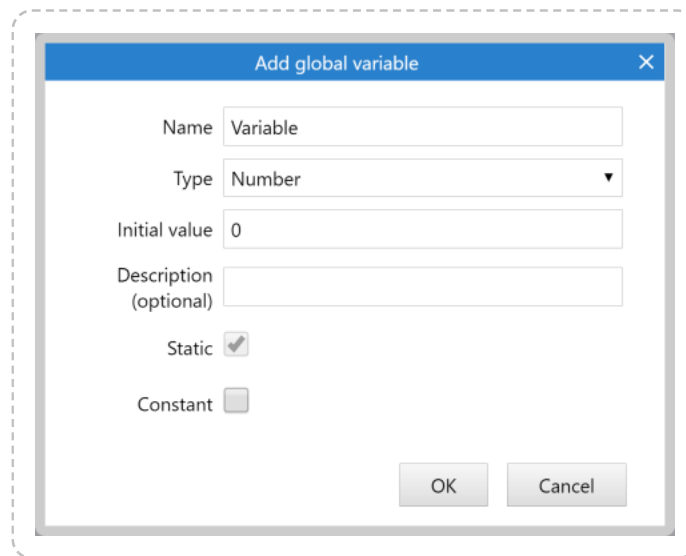 Add global variable
Name Variable
Type Number
Initial value 0
Description
(optional)
Static
Constant
OK Cancel